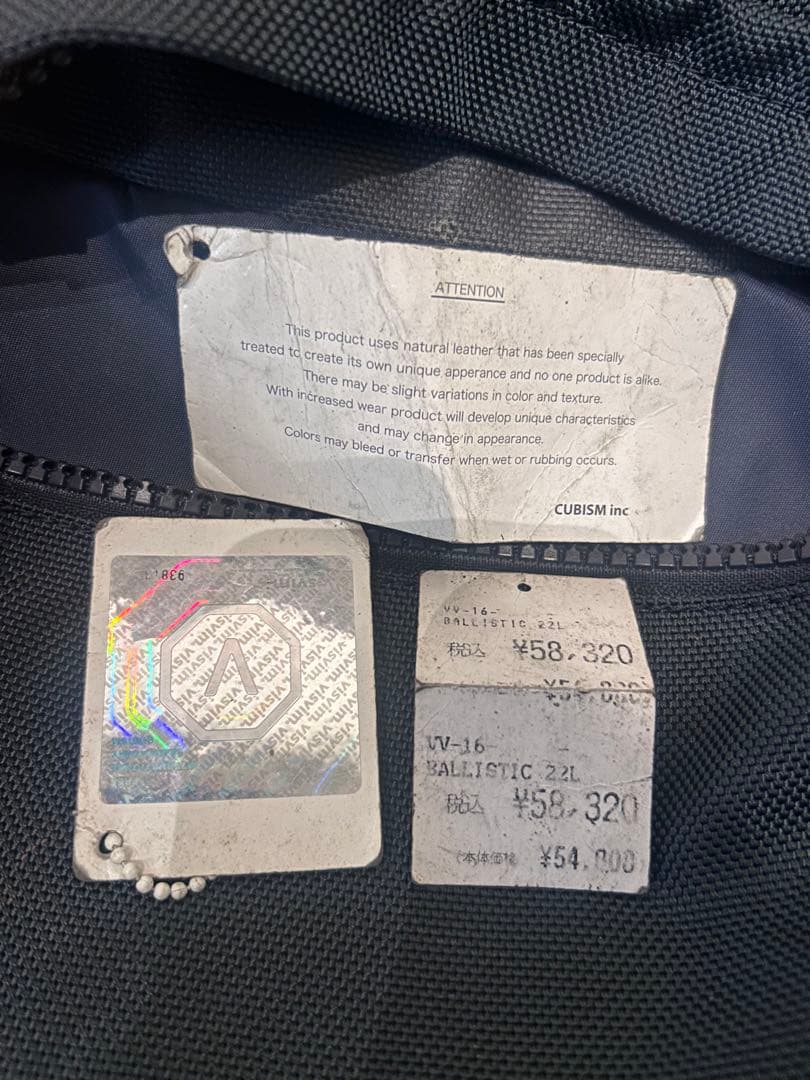 ATTENTION
This product uses natural leather that has been specially
treated to create its own unique apperance and no one product is alike.
There may be slight variations in color and texture.
With increased wear product will develop unique characteristics
and may change in appearance.
Colors may bleed or transfer when wet or rubbing occurs.
CUBISM inc
VISVIM
VV-16-
BALLISTIC 22L
税込 ¥58,320
VV-16-
BALLISTIC 22L
税込 ¥58,320
(本体価格 ¥54,000